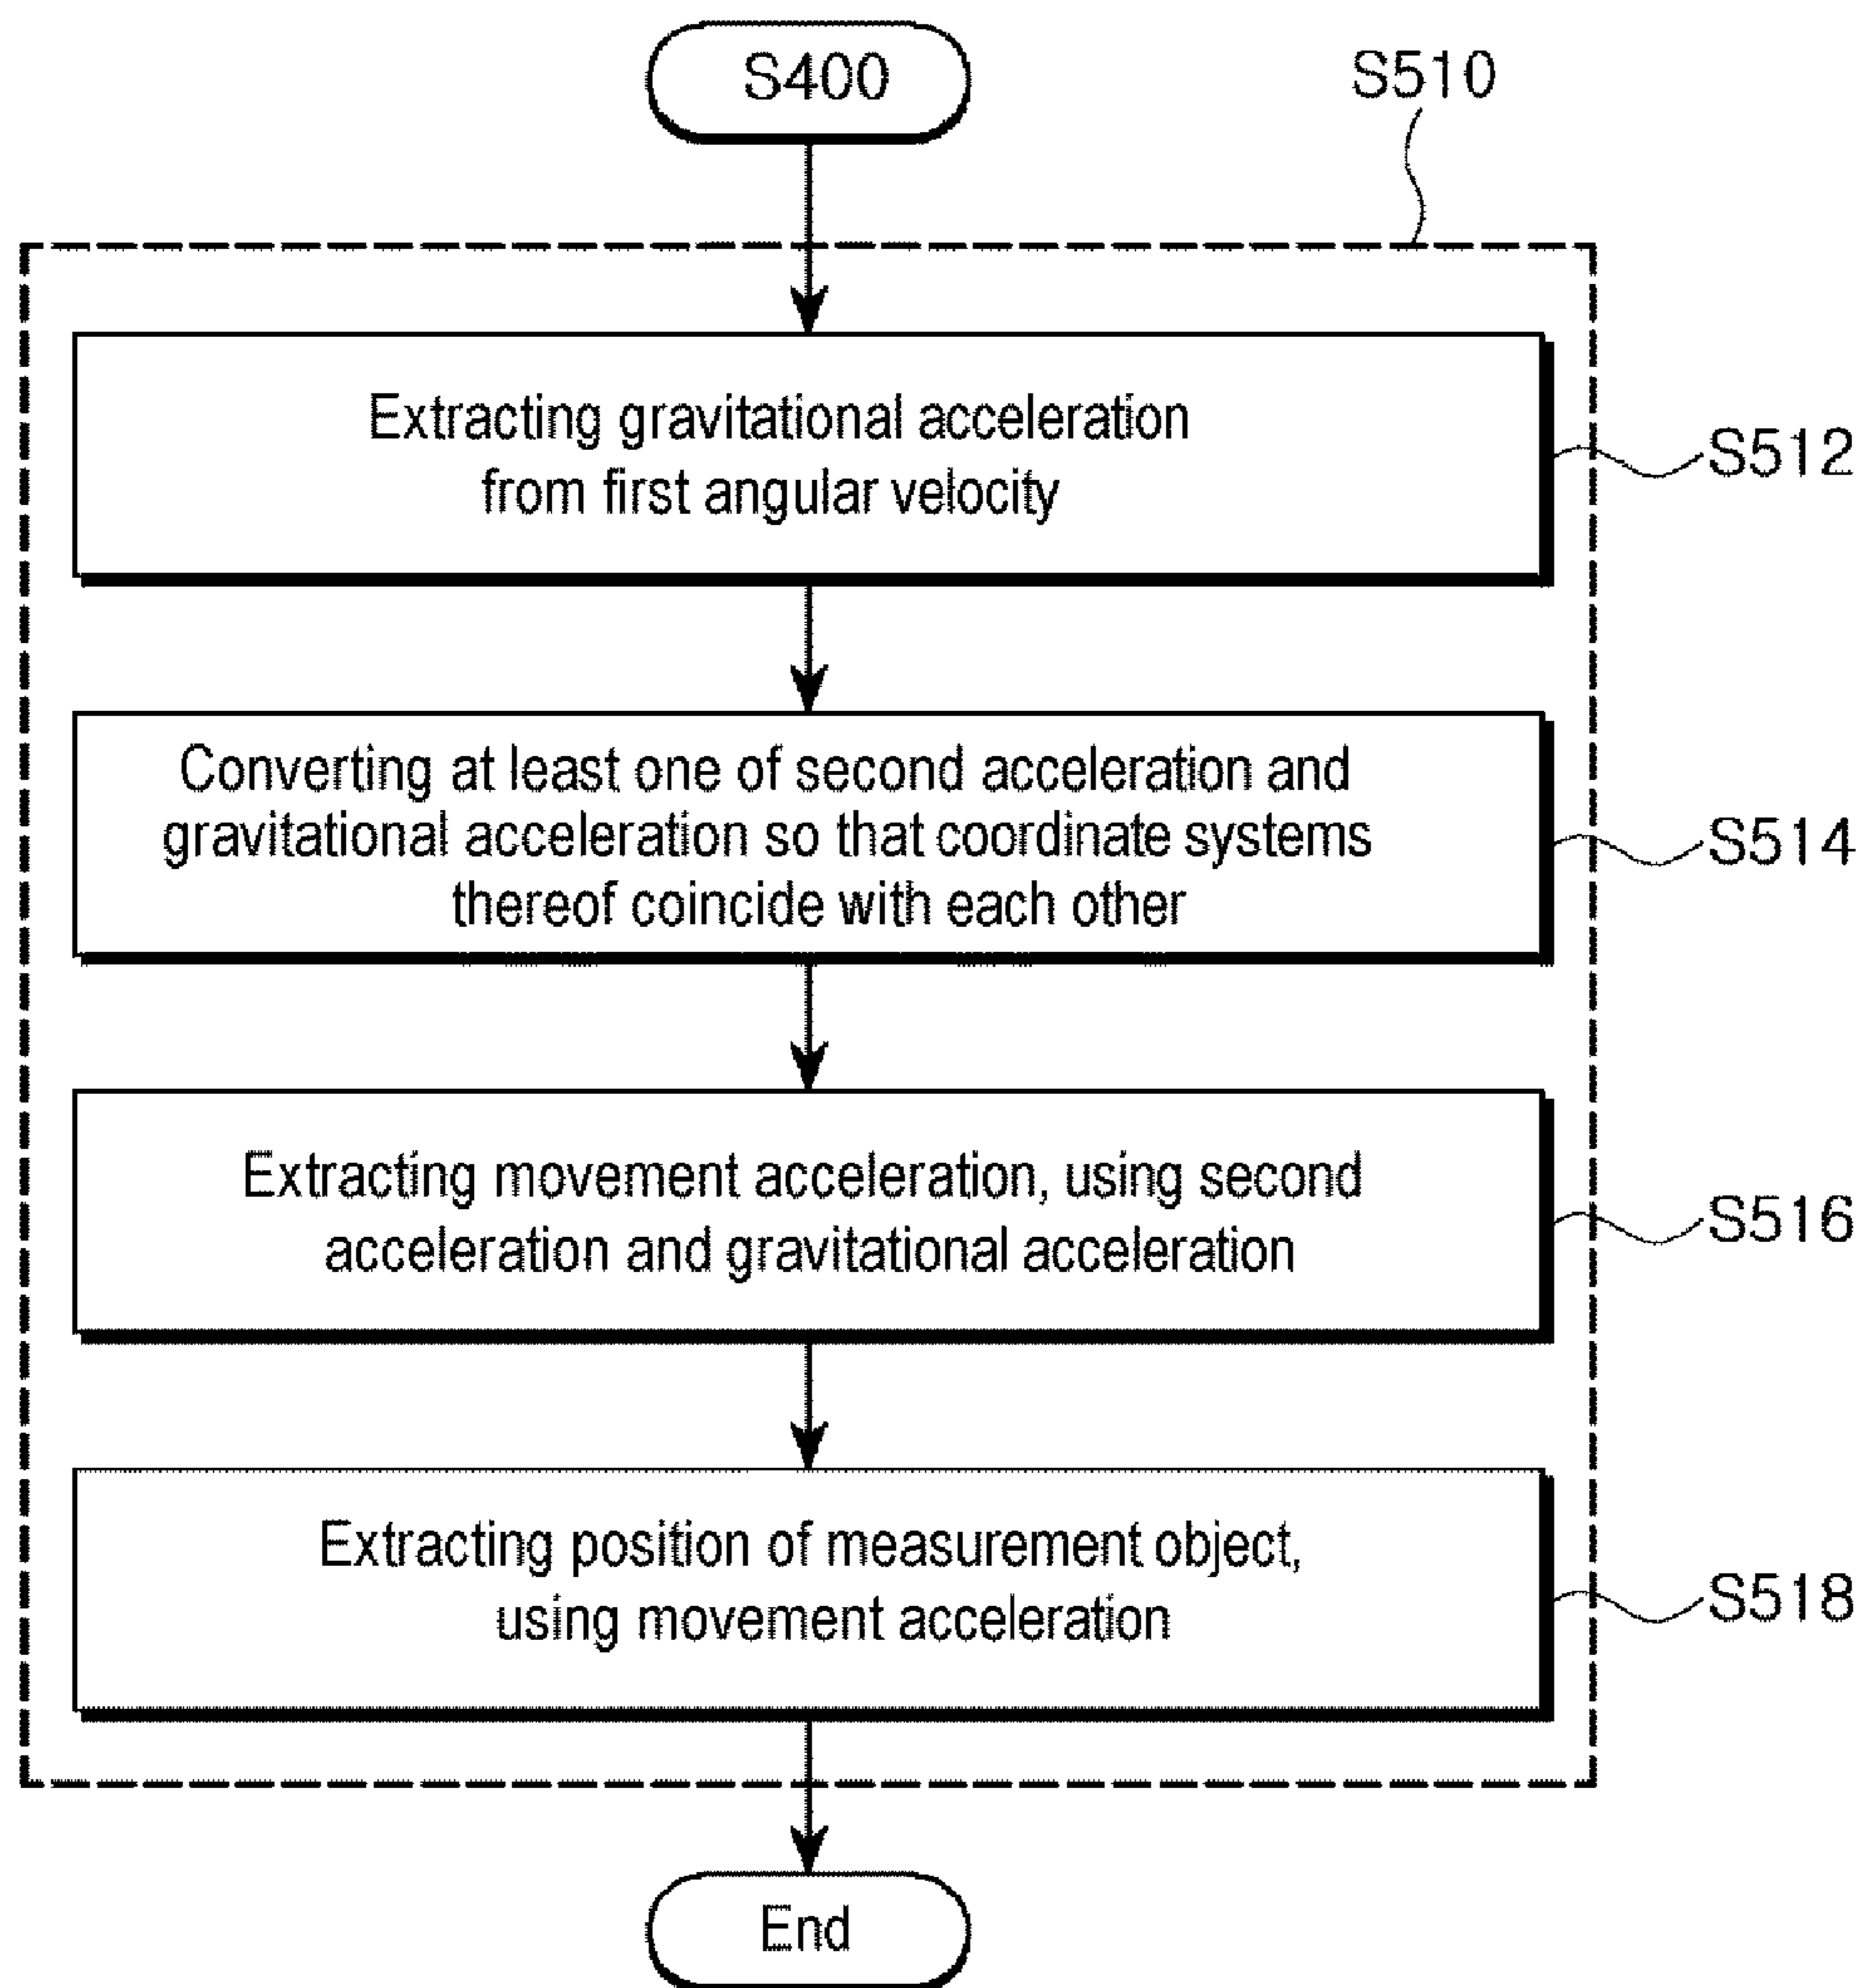 S400
S510
Extracting gravitational acceleration
from first angular velocity
S512
Converting at least one of second acceleration and
gravitational acceleration so that coordinate systems
thereof coincide with each other
S514
Extracting movement acceleration, using second
acceleration and gravitational acceleration
S516
Extracting position of measurement object,
using movement acceleration
S518
End